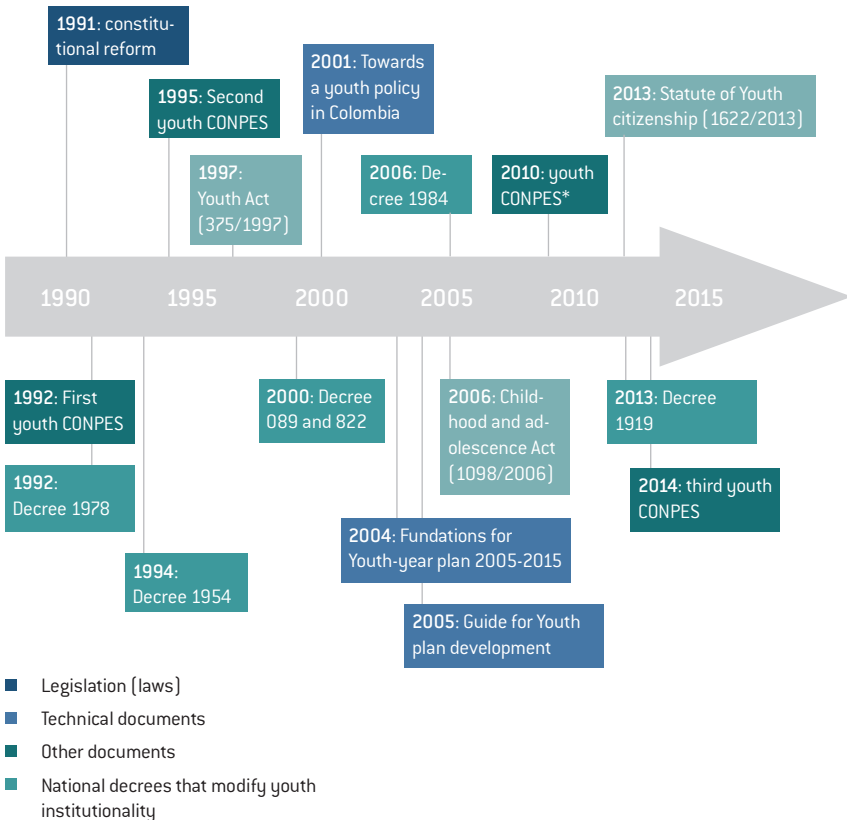 1991: constitu-
tional reform
1995: Second
youth CONPES
1997:
Youth Act
(375/1997)
2001: Towards
a youth policy
in Colombia
2006: De-
cree 1984
2010: youth
CONPES*
2013: Statute of Youth
citizenship (1622/2013)
1990
1995
2000
2005
2010
2015
1992: First
youth CONPES
1992:
Decree 1978
1994:
Decree 1954
2000: Decree
089 and 822
2006: Child-
hood and ad-
olescence Act
(1098/2006)
2004: Fundations for
Youth-year plan 2005-2015
2005: Guide for Youth
plan development
2013: Decree
1919
2014: third youth
CONPES
Legislation (laws)
Technical documents
Other documents
National decrees that modify youth
institutionality